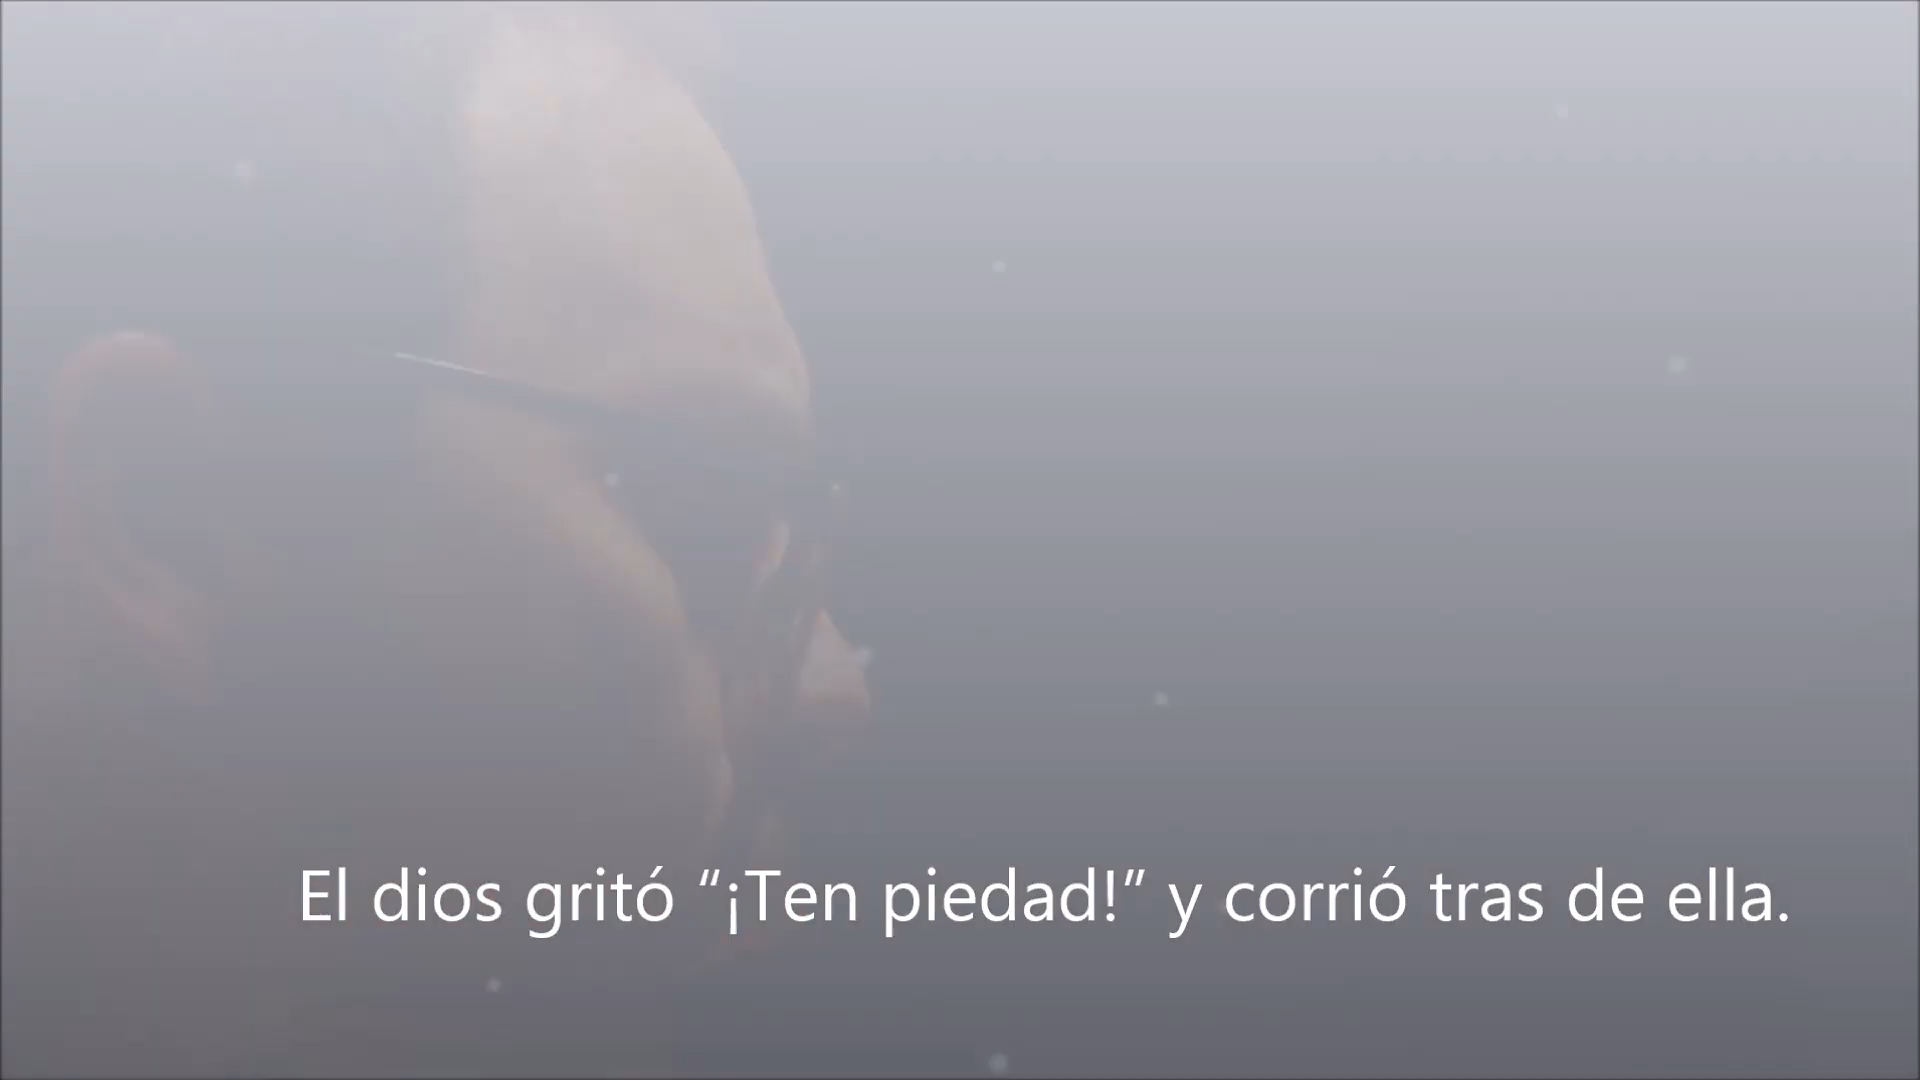 El dios gritó “¡Ten piedad!” y corrió tras de ella.